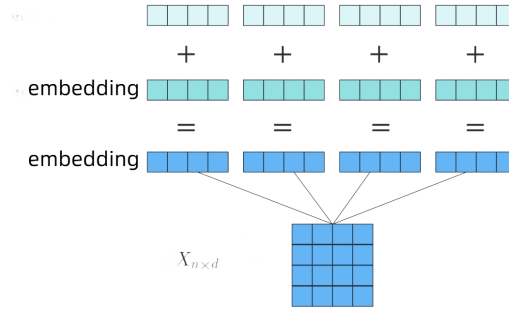 + + + +
embedding
= = = =
embedding
X_{n×d}